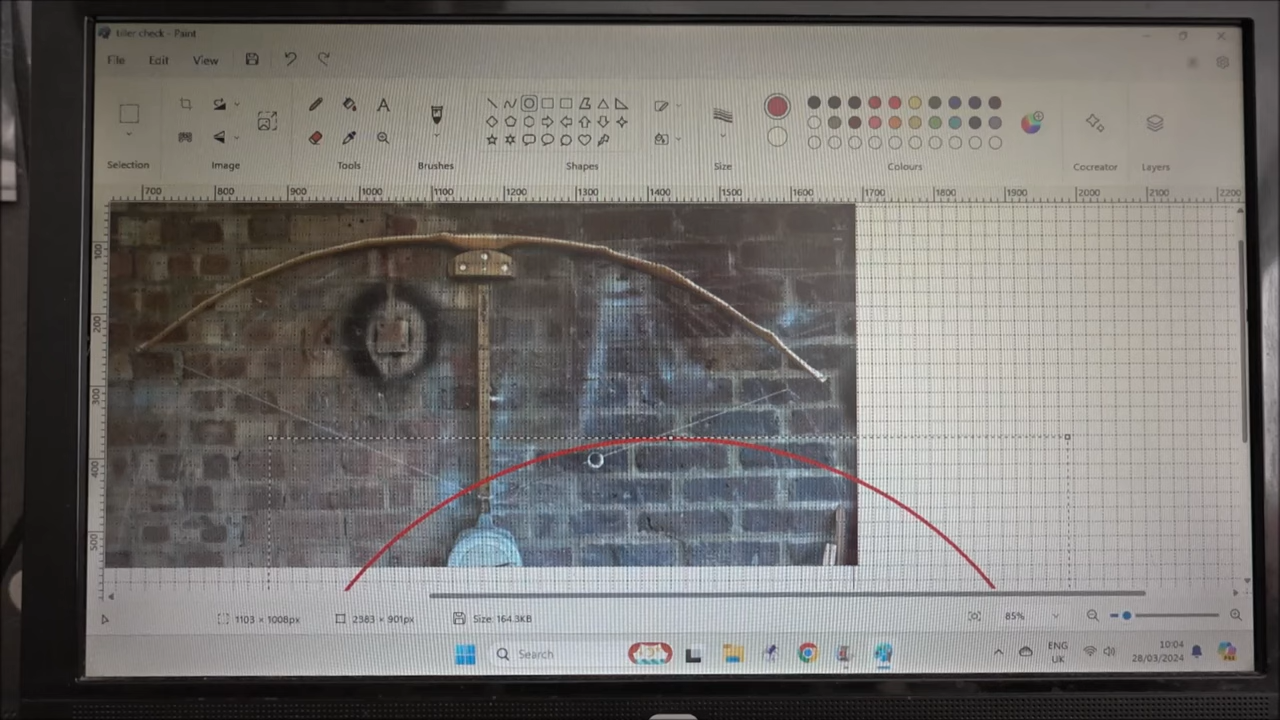 tiller check - Paint
File Edit View
Selection Image Tools Brushes Shapes Size Colours Cocreator Layers
700 800 900 1000 1100 1200 1300 1400 1500 1600 1700 1800 1900 2000 2100 2200
100
200
300
400
500
1103 × 1008px 2383 × 901px Size: 164.3KB 85%
Search
ENG
UK
10:04
28/03/2024